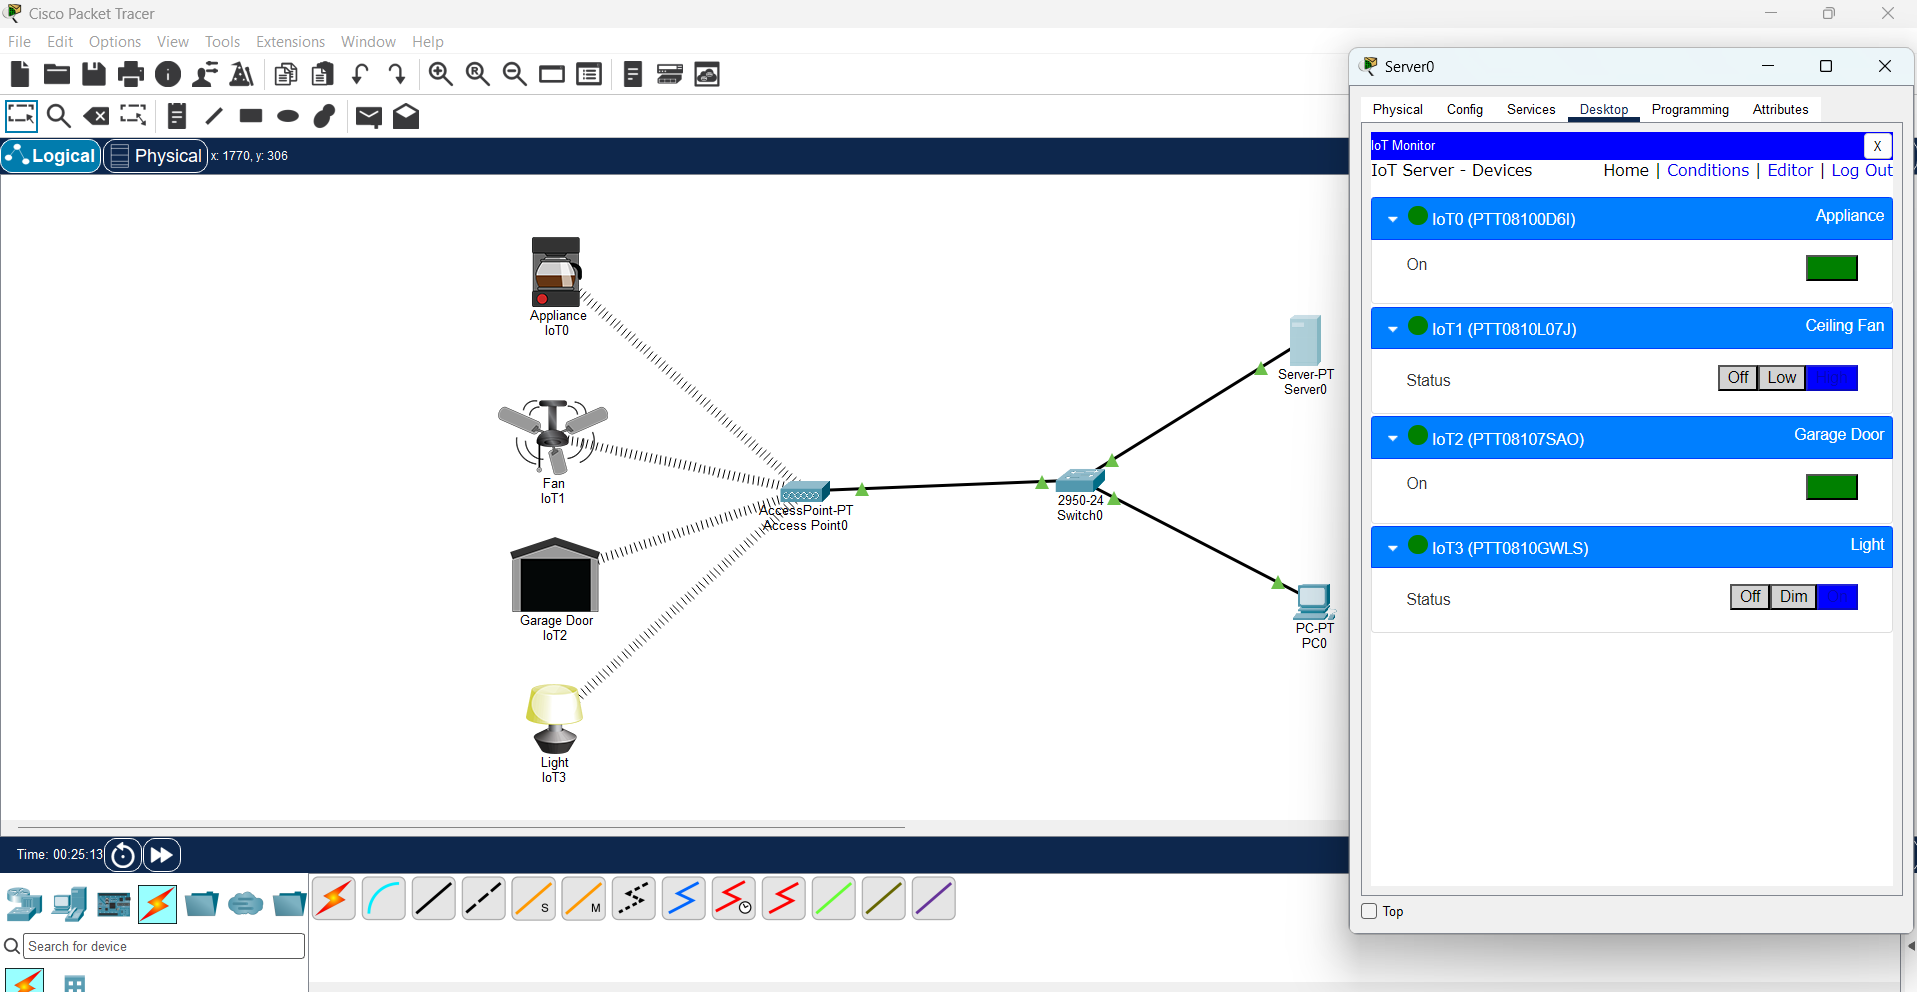 Cisco Packet Tracer
File Edit Options View Tools Extensions Window Help
Logical Physical x: 1770, y: 306
Appliance
IoT0
Fan
IoT1
Garage Door
IoT2
Light
IoT3
AccessPoint-PT
Access Point0
2950-24
Switch0
Server-PT
Server0
PC-PT
PC0
Time: 00:25:13
S
M
Search for device
Server0
Physical Config Services Desktop Programming Attributes
IoT Monitor X
IoT Server - Devices Home | Conditions | Editor | Log Out
IoT0 (PTT08100D6I) Appliance
On
IoT1 (PTT0810L07J) Ceiling Fan
Status Off Low
IoT2 (PTT08107SAO) Garage Door
On
IoT3 (PTT0810GWLS) Light
Status Off Dim
Top